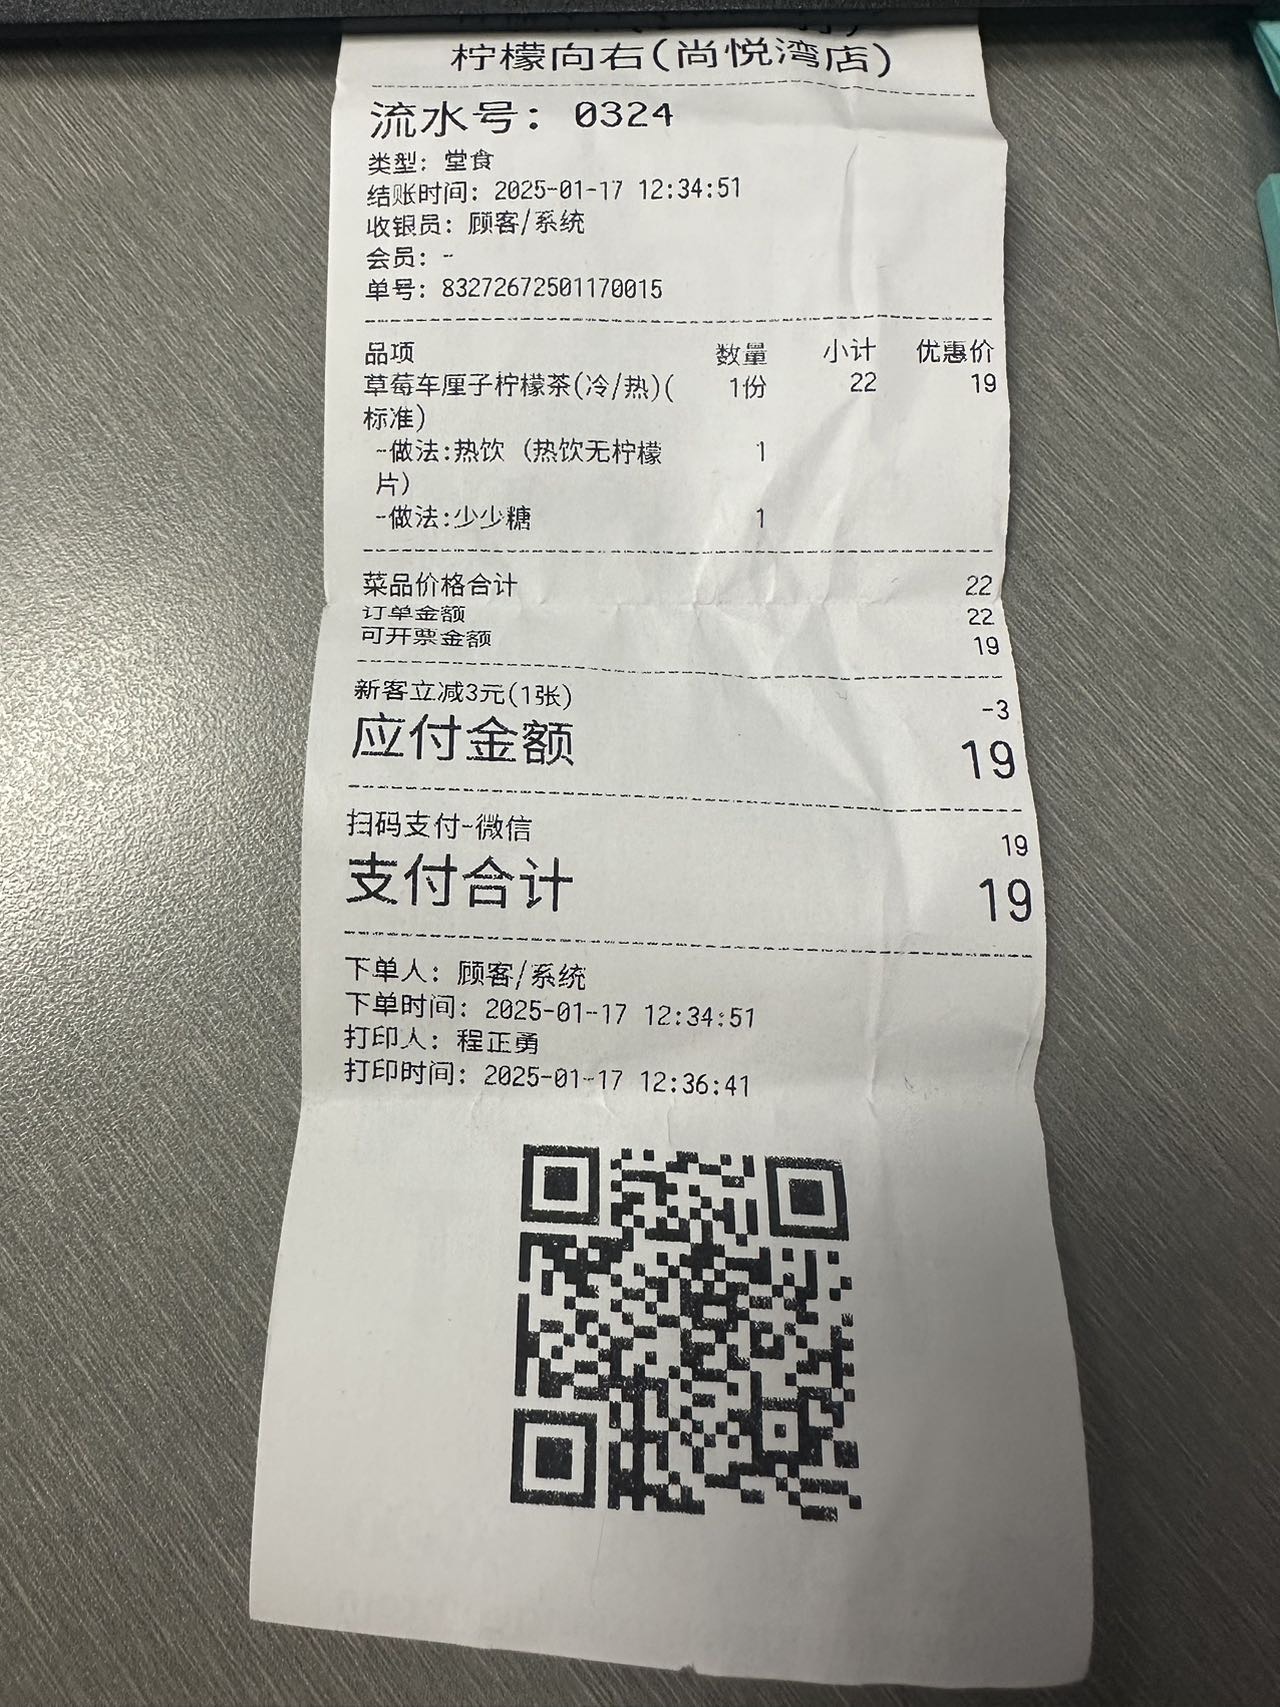 柠檬向右(尚悦湾店)
流水号: 0324
类型: 堂食
结账时间: 2025-01-17 12:34:51
收银员: 顾客/系统
会员: -
单号: 83272672501170015
品项 数量 小计 优惠价
草莓车厘子柠檬茶(冷/热)( 1份 22 19
标准)
-做法:热饮 (热饮无柠檬 1
片)
-做法:少少糖 1
菜品价格合计 22
订单金额 22
可开票金额 19
新客立减3元(1张) -3
应付金额 19
扫码支付-微信 19
支付合计 19
下单人: 顾客/系统
下单时间: 2025-01-17 12:34:51
打印人: 程正勇
打印时间: 2025-01-17 12:36:41